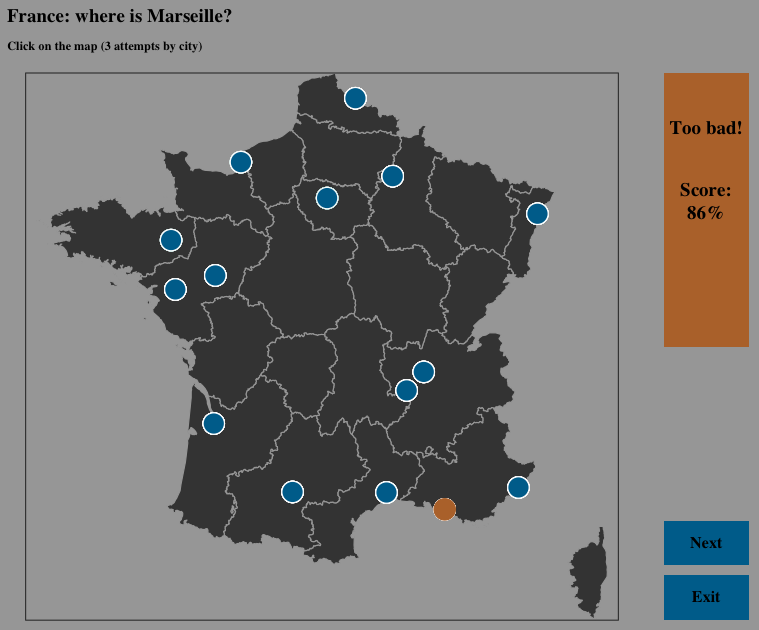 France: where is Marseille?
Click on the map (3 attempts by city)
Too bad!
Score:
86%
Next
Exit